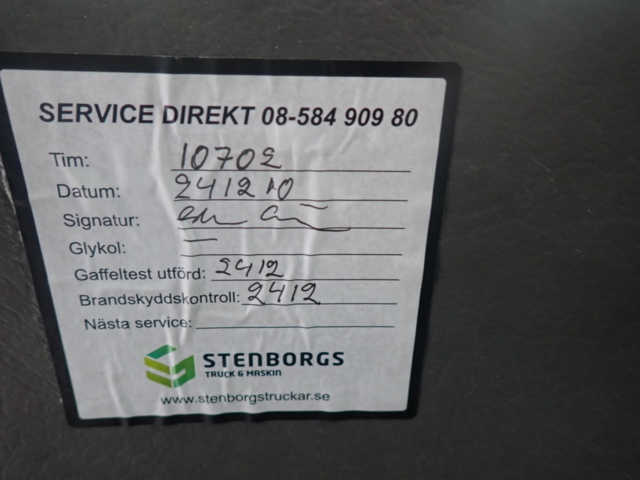 SERVICE DIREKT 08-584 909 80
Tim: 10702
Datum: 241210
Signatur:
Glykol: —
Gaffeltest utförd: 2412
Brandskyddskontroll: 2412
Nästa service:
STENBORGS
TRUCK & MASKIN
www.stenborgstruckar.se